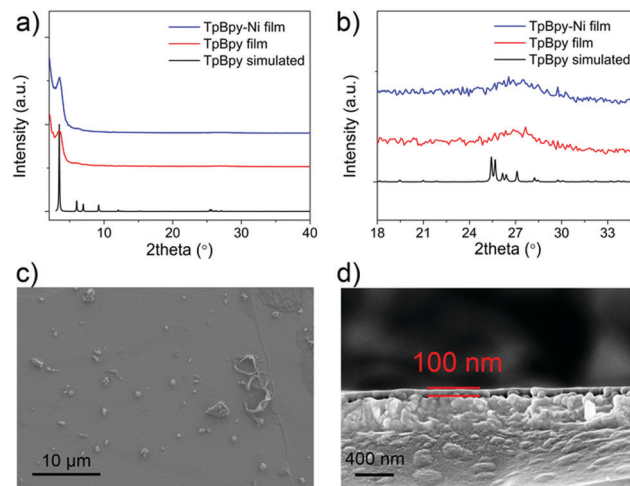 a)
TpBpy-Ni film
TpBpy film
TpBpy simulated
Intensity (a.u.)
10 20 30 40
2theta (°)
b)
TpBpy-Ni film
TpBpy film
TpBpy simulated
Intensity (a.u.)
18 21 24 27 30 33
2theta (°)
c)
10 µm
d)
100 nm
400 nm